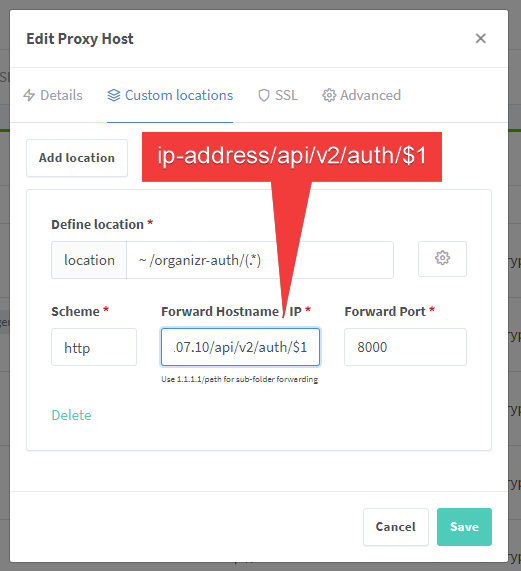 Edit Proxy Host
Details Custom locations SSL Advanced
Add location
ip-address/api/v2/auth/$1
Define location *
location ~ /organizr-auth/(.*)
Scheme * Forward Hostname / IP * Forward Port *
http .07.10/api/v2/auth/$1 8000
Use 1.1.1.1/path for sub-folder forwarding
Delete
Cancel Save